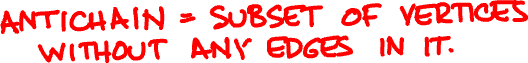 ANTICHAIN = SUBSET OF VERTICES
WITHOUT ANY EDGES IN IT.